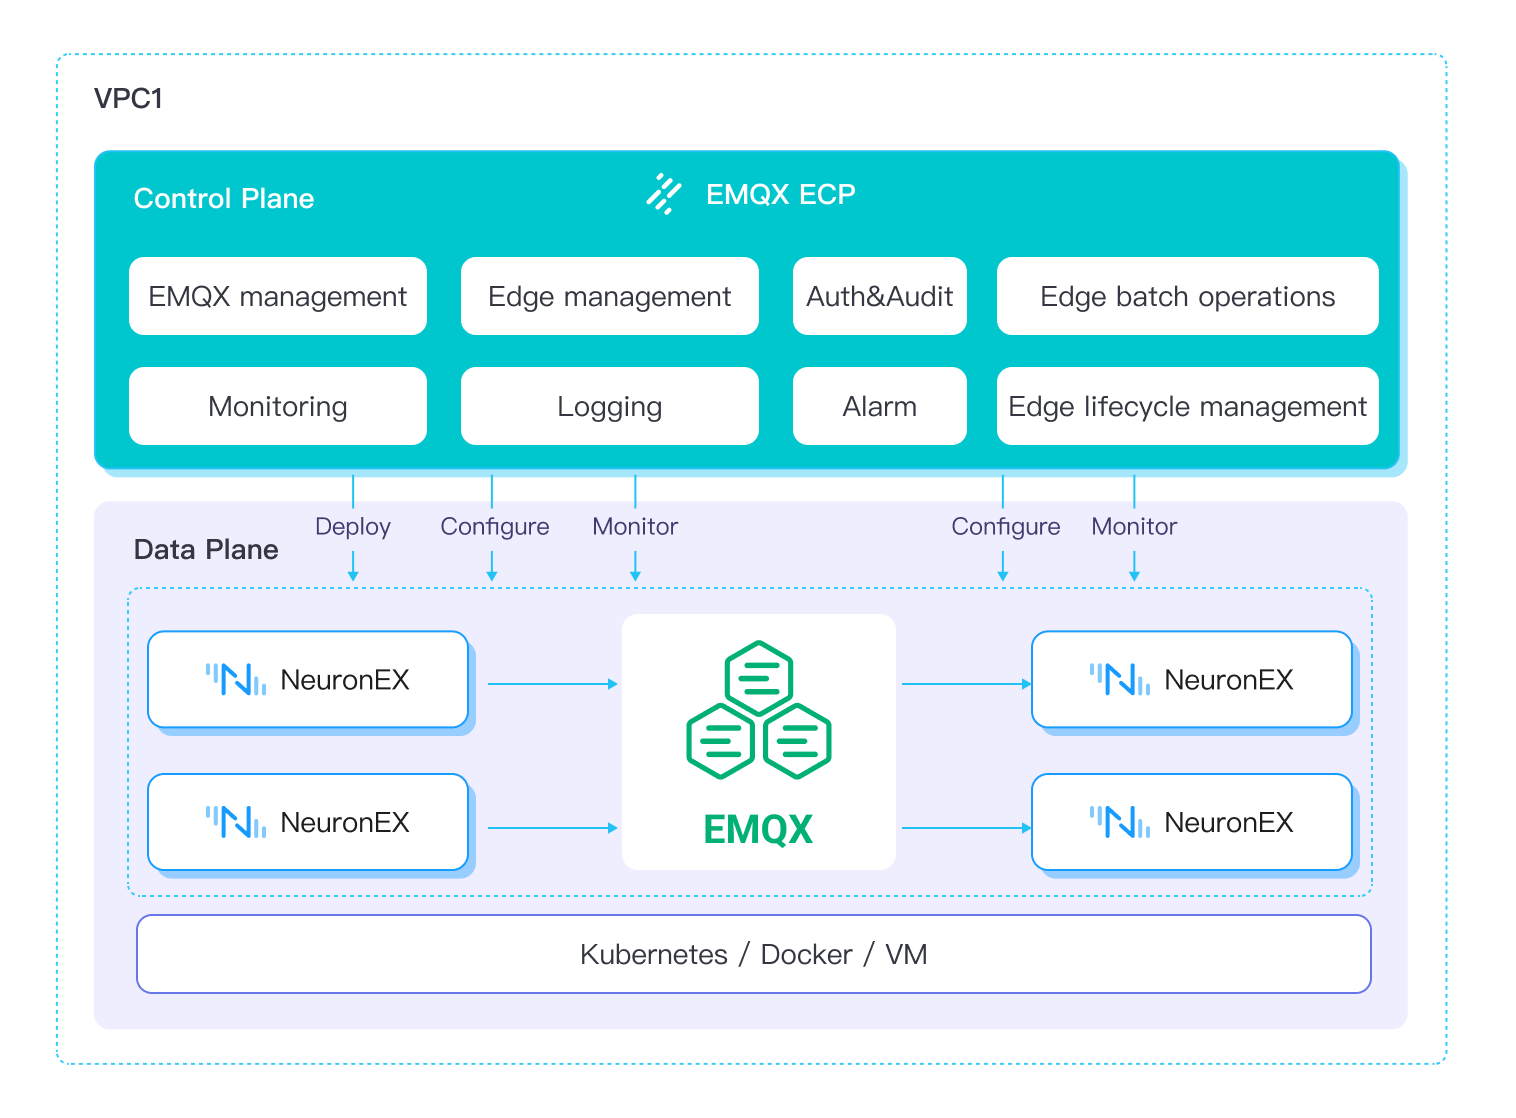 VPC1
Control Plane
EMQX ECP
EMQX management
Edge management
Auth&Audit
Edge batch operations
Monitoring
Logging
Alarm
Edge lifecycle management
Deploy
Configure
Monitor
Configure
Monitor
Data Plane
NeuronEX
NeuronEX
EMQX
NeuronEX
NeuronEX
Kubernetes / Docker / VM